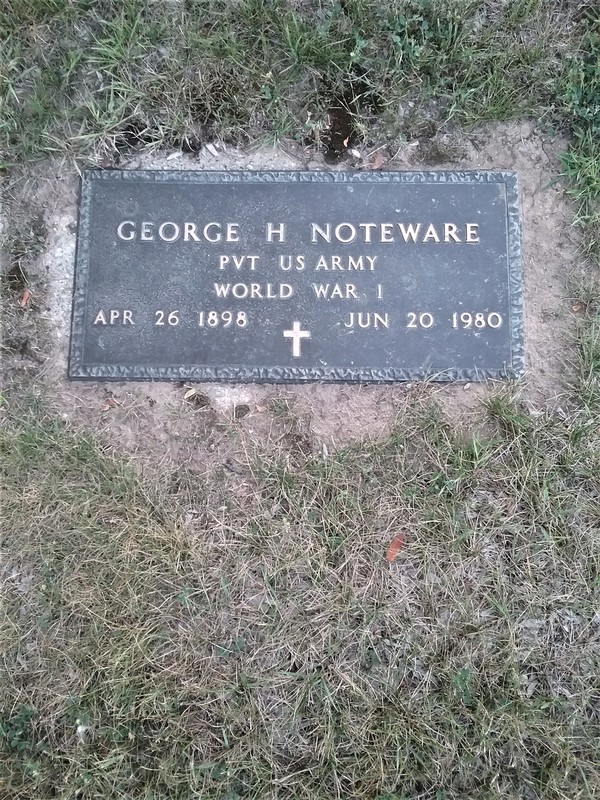 GEORGE H NOTEWARE
PVT US ARMY
WORLD WAR I
APR 26 1898 JUN 20 1980